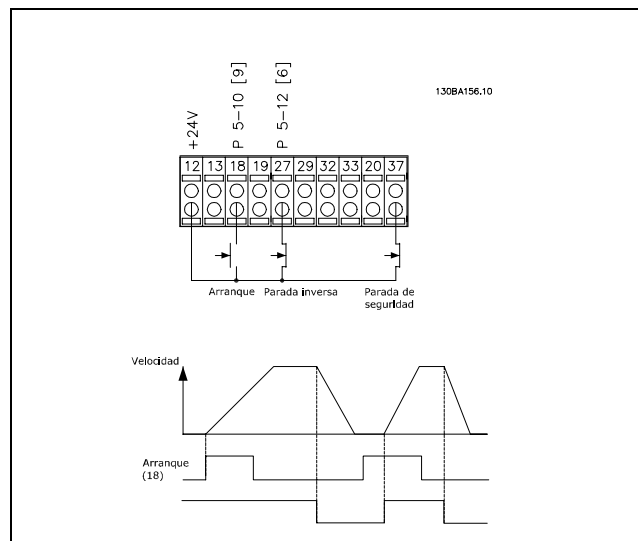 130BA156.10
+24V
P 5-10 [9]
P 5-12 [6]
12 13 18 19 27 29 32 33 20 37
Arranque
Parada inversa
Parada de
seguridad
Velocidad
Arranque
(18)